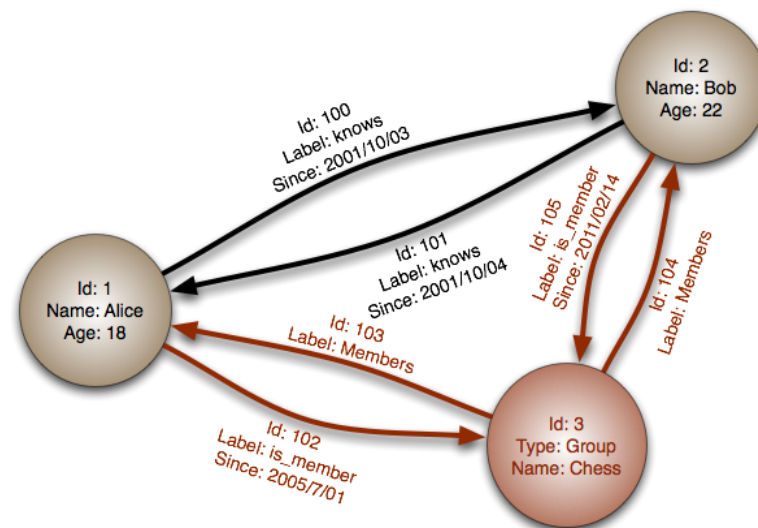 Id: 2
Name: Bob
Age: 22
Id: 100
Label: knows
Since: 2001/10/03
Id: 101
Label: knows
Since: 2001/10/04
Id: 105
Label: is_member
Since: 2011/02/14
Id: 104
Label: Members
Id: 1
Name: Alice
Age: 18
Id: 103
Label: Members
Id: 102
Label: is_member
Since: 2005/7/01
Id: 3
Type: Group
Name: Chess